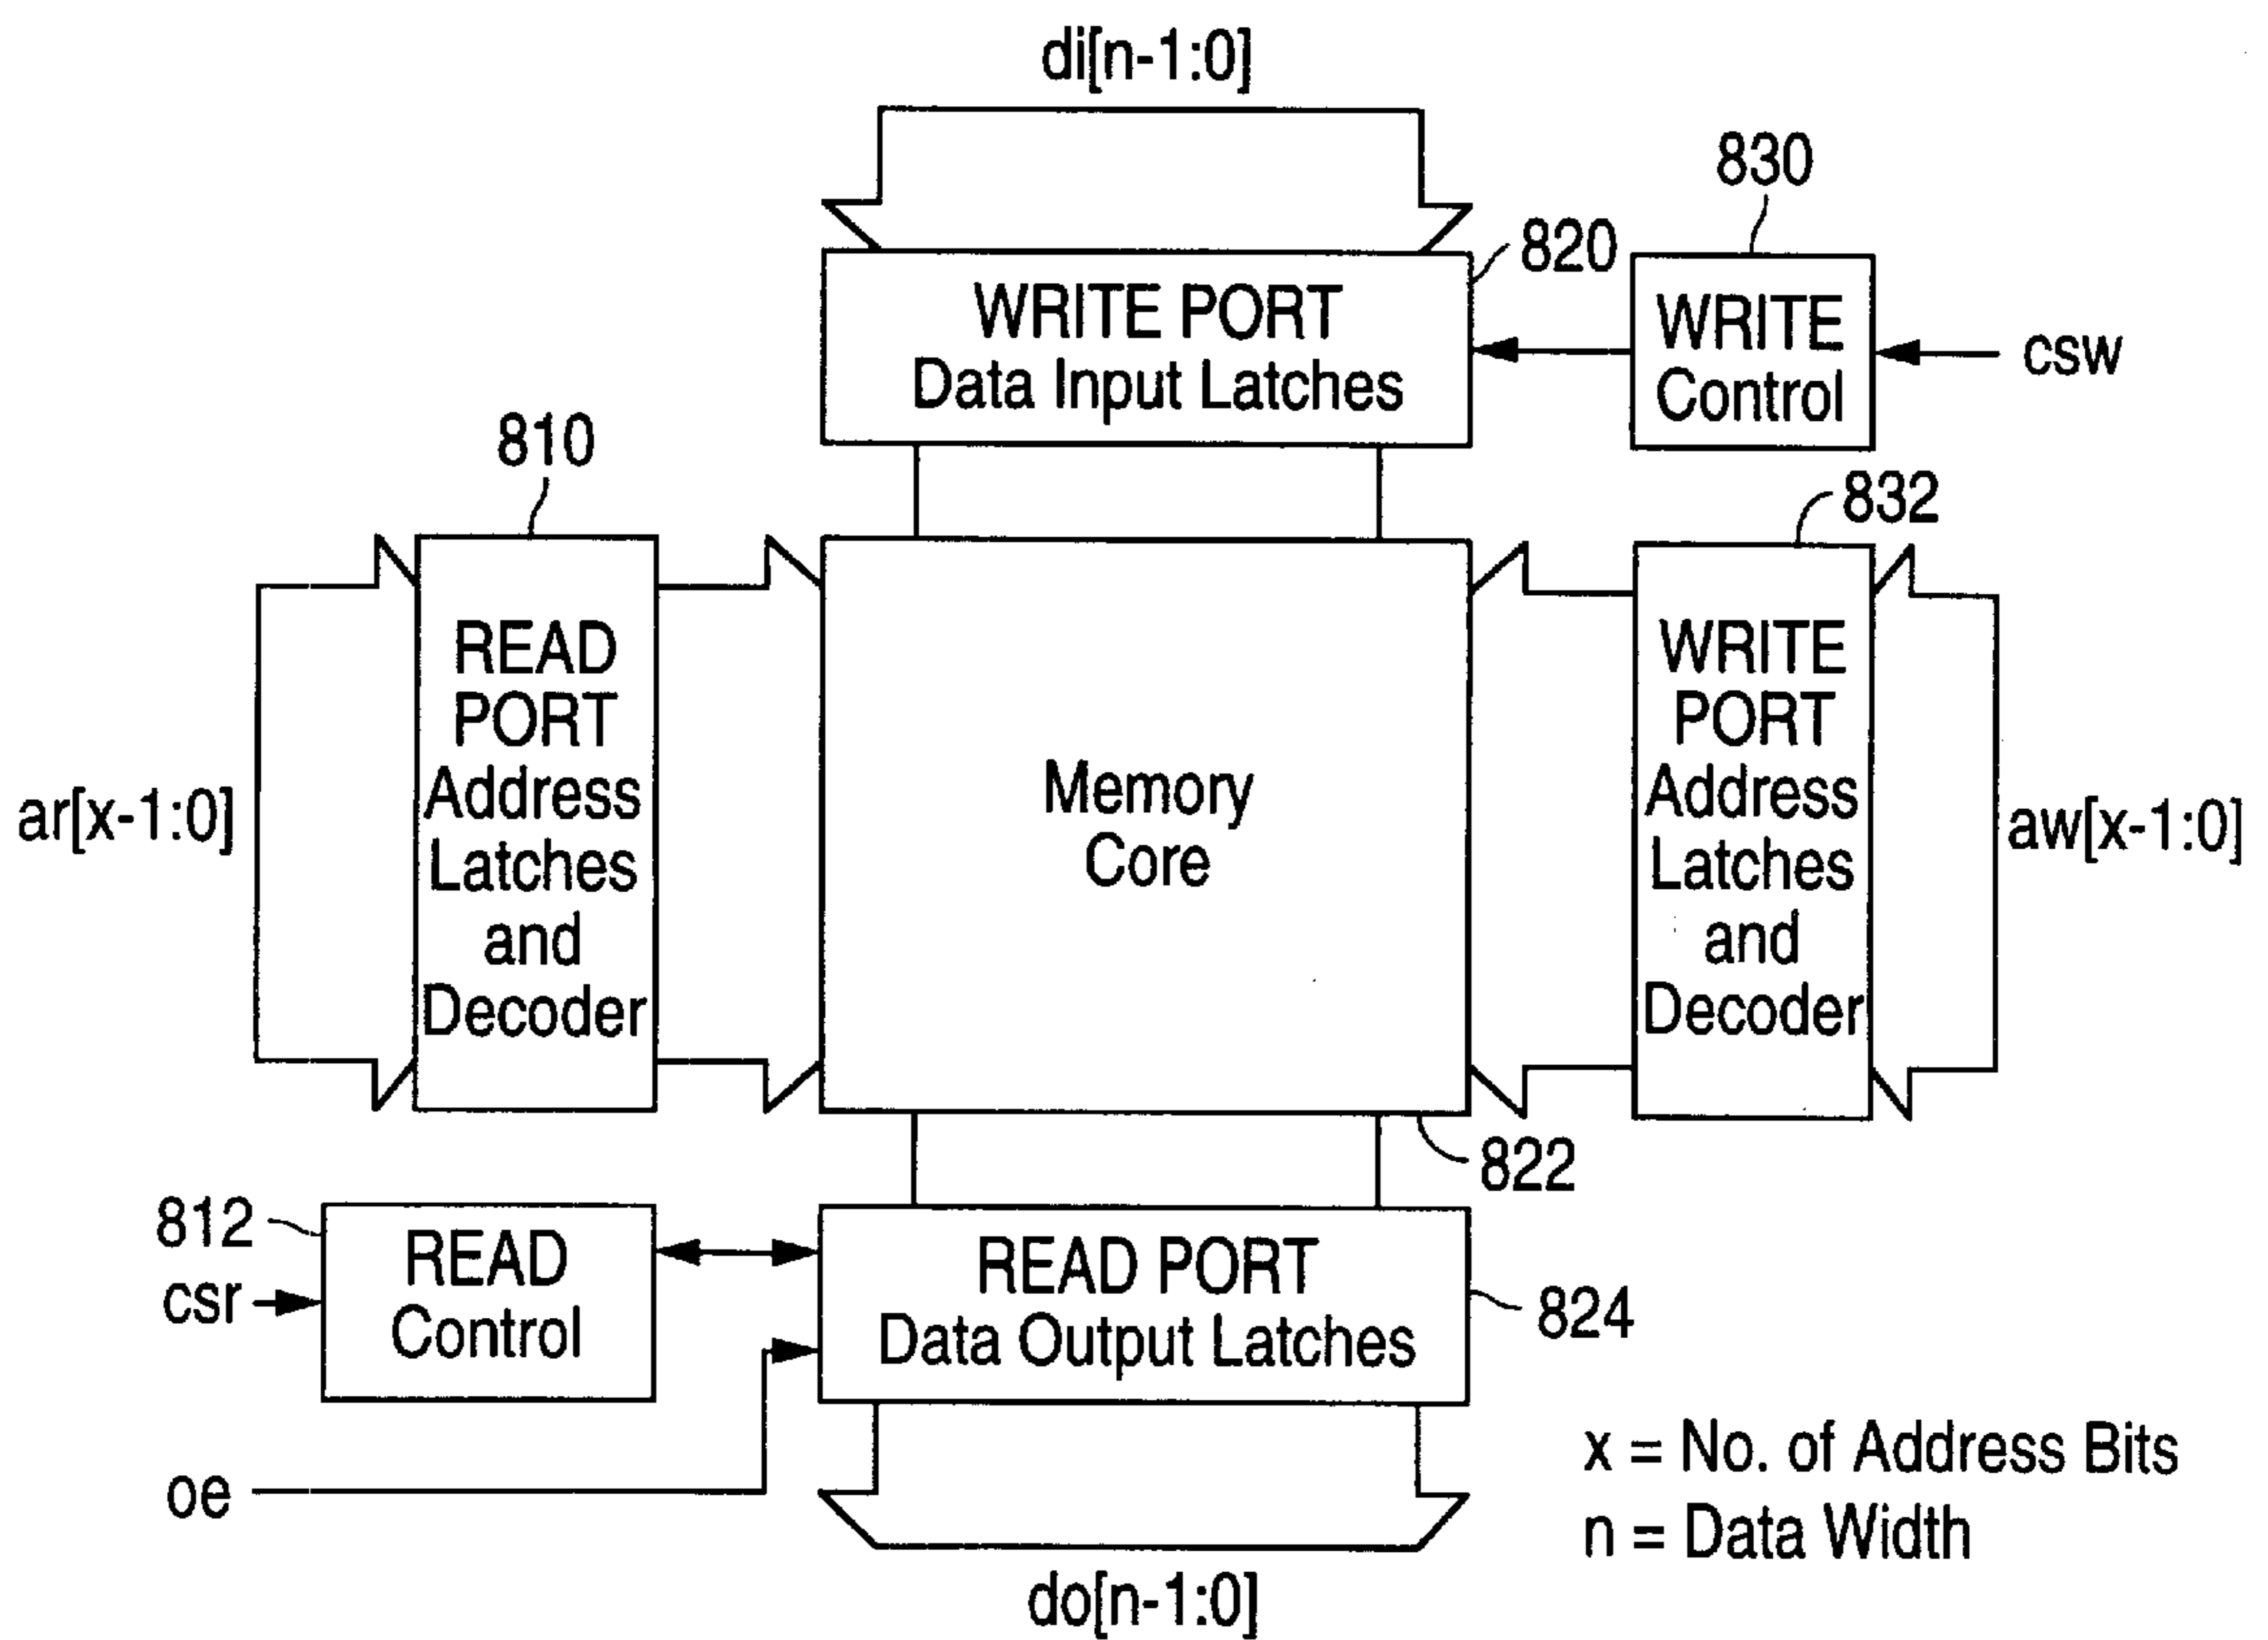 di[n-1:0]
830
820
WRITE PORT
Data Input Latches
WRITE
Control
csw
810
832
READ
PORT
Address
Latches
and
Decoder
ar[x-1:0]
Memory
Core
WRITE
PORT
Address
Latches
and
Decoder
aw[x-1:0]
822
812
READ
Control
csr
READ PORT
Data Output Latches
824
oe
x = No. of Address Bits
n = Data Width
do[n-1:0]